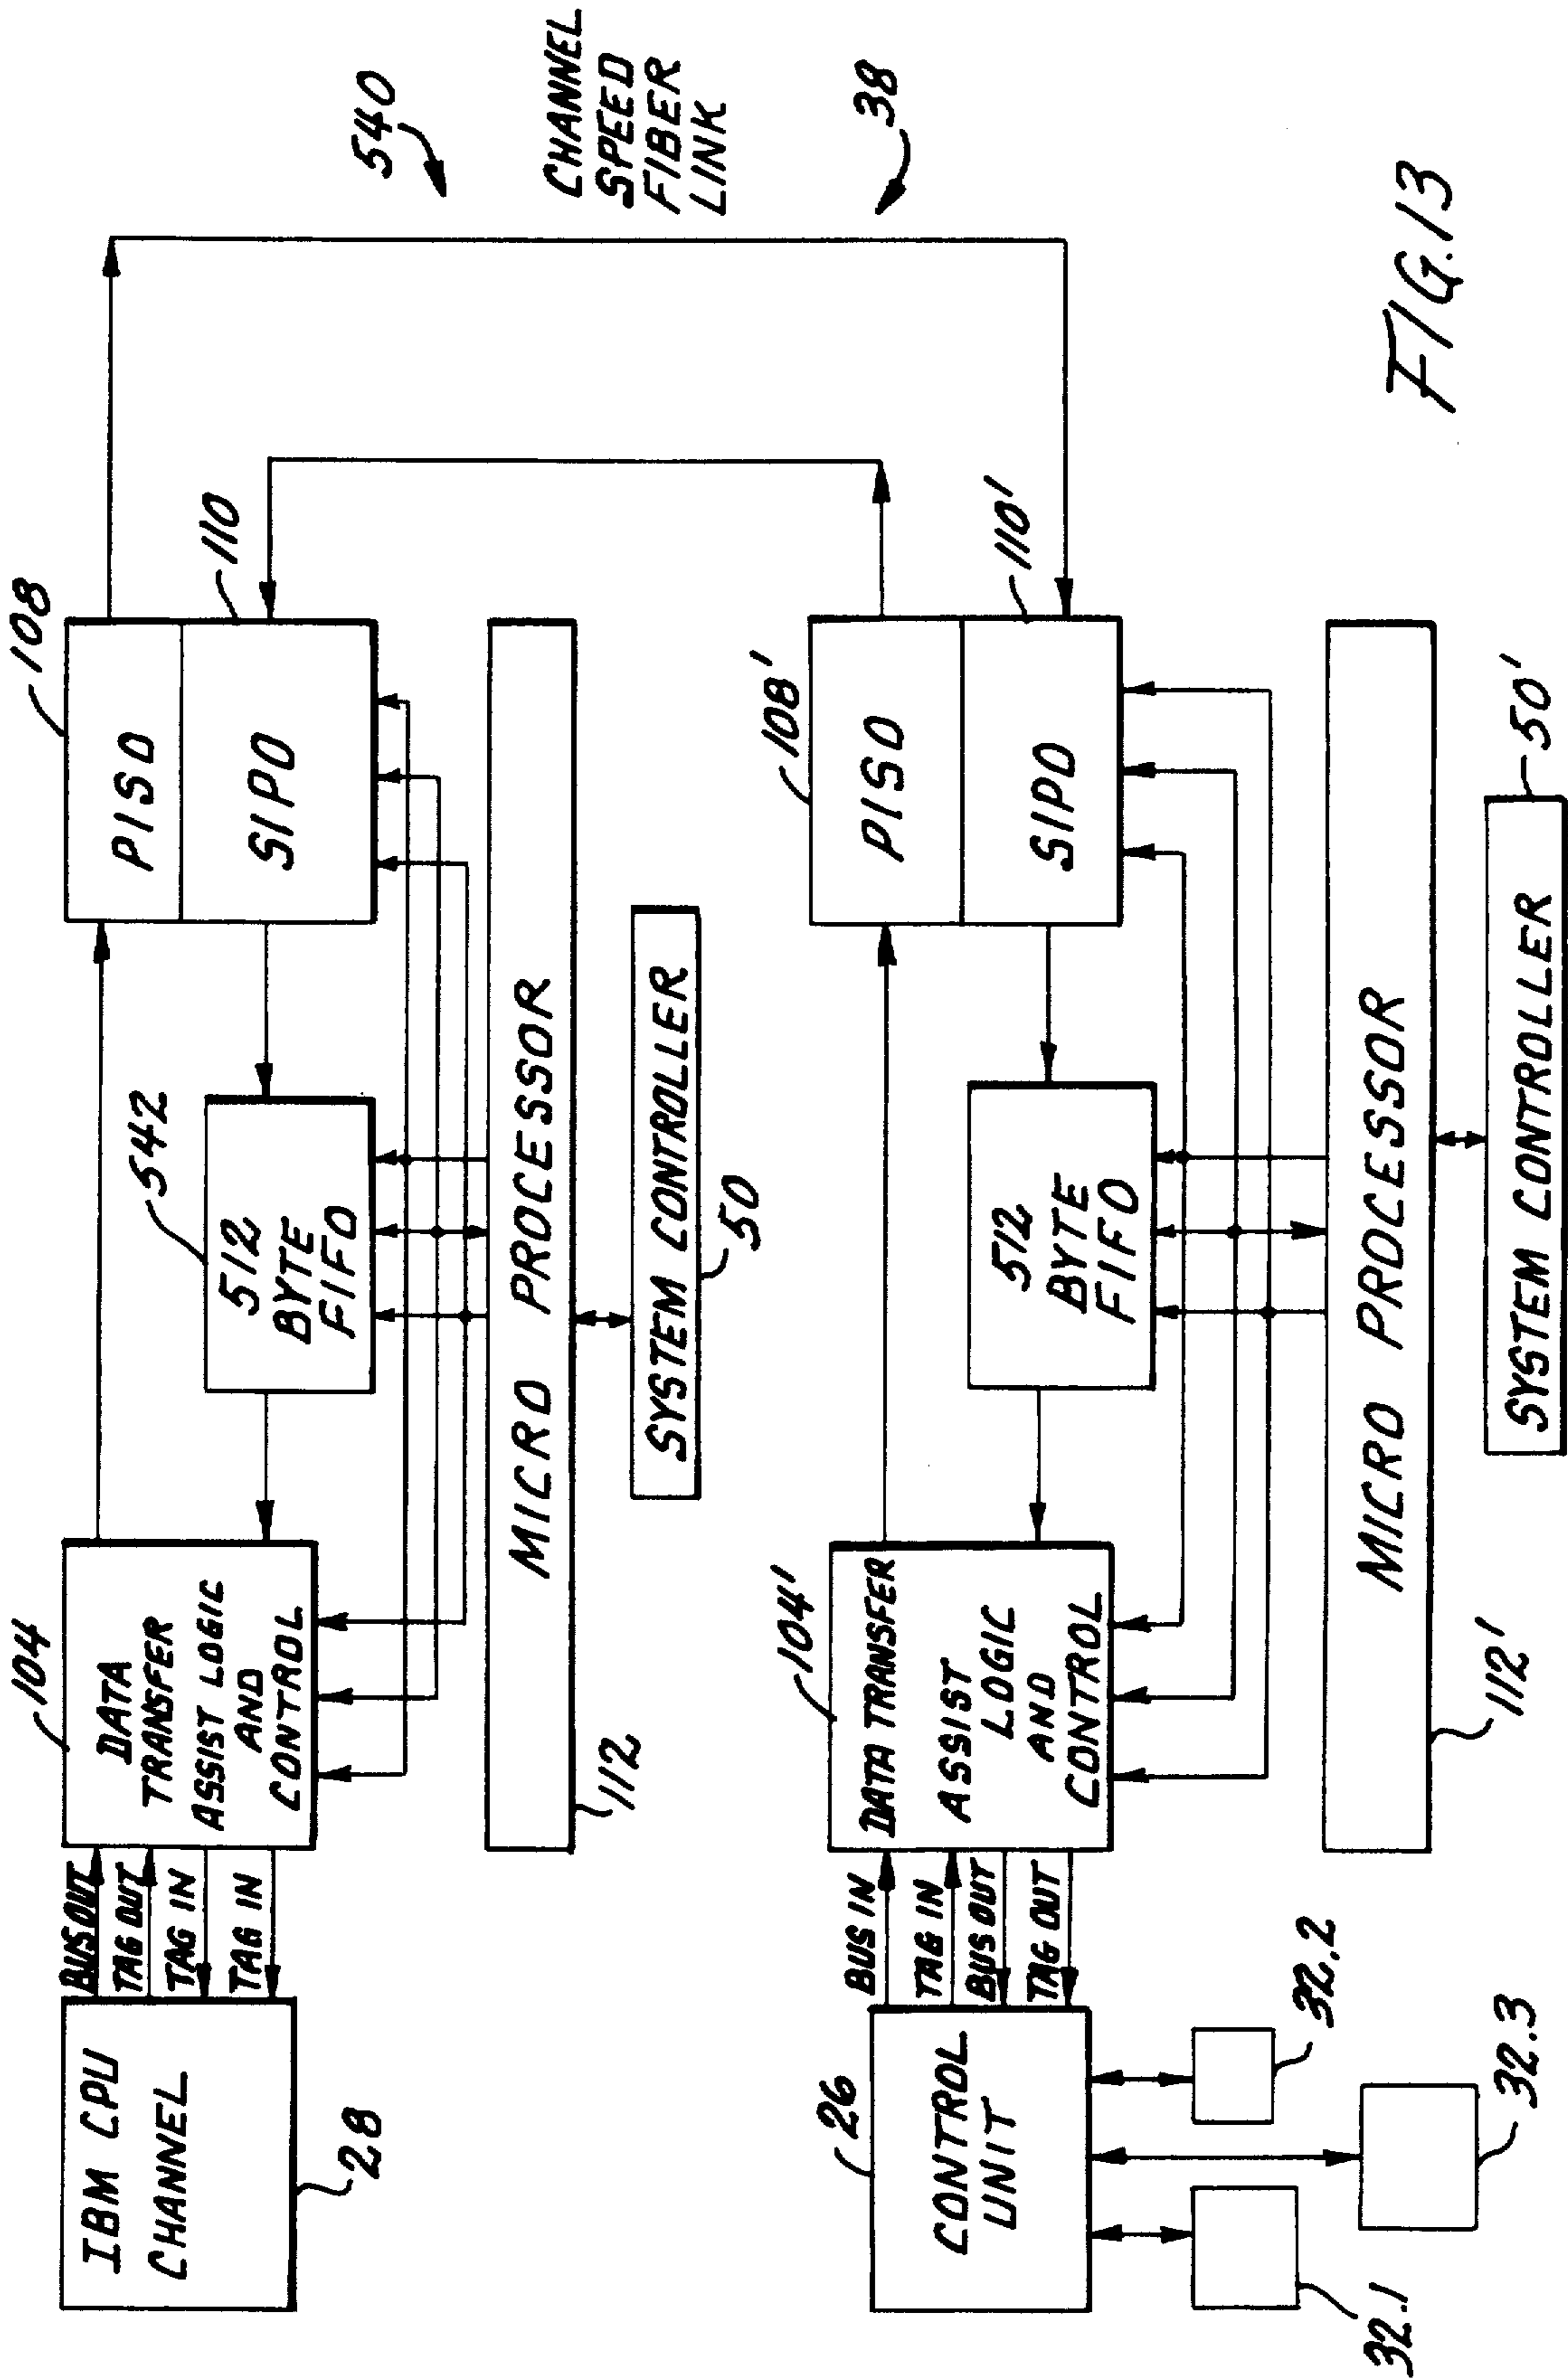 540
CHANNEL
SPEED
FIBER
LINK
38
108
PISO
SIPO
110
542
512
BYTE
FIFO
104
DATA
TRANSFER
ASSIST LOGIC
AND
CONTROL
BUS OUT
TAG OUT
TAG IN
TAG IN
IBM CPU
CHANNEL
28
MICRO PROCESSOR
112
SYSTEM CONTROLLER
50
108'
PISO
SIPO
110'
512
BYTE
FIFO
104'
DATA TRANSFER
ASSIST
LOGIC
AND
CONTROL
BUS IN
TAG IN
BUS OUT
TAG OUT
26
CONTROL
UNIT
32.1
32.2
32.3
MICRO PROCESSOR
112'
SYSTEM CONTROLLER
50'
FIG.13